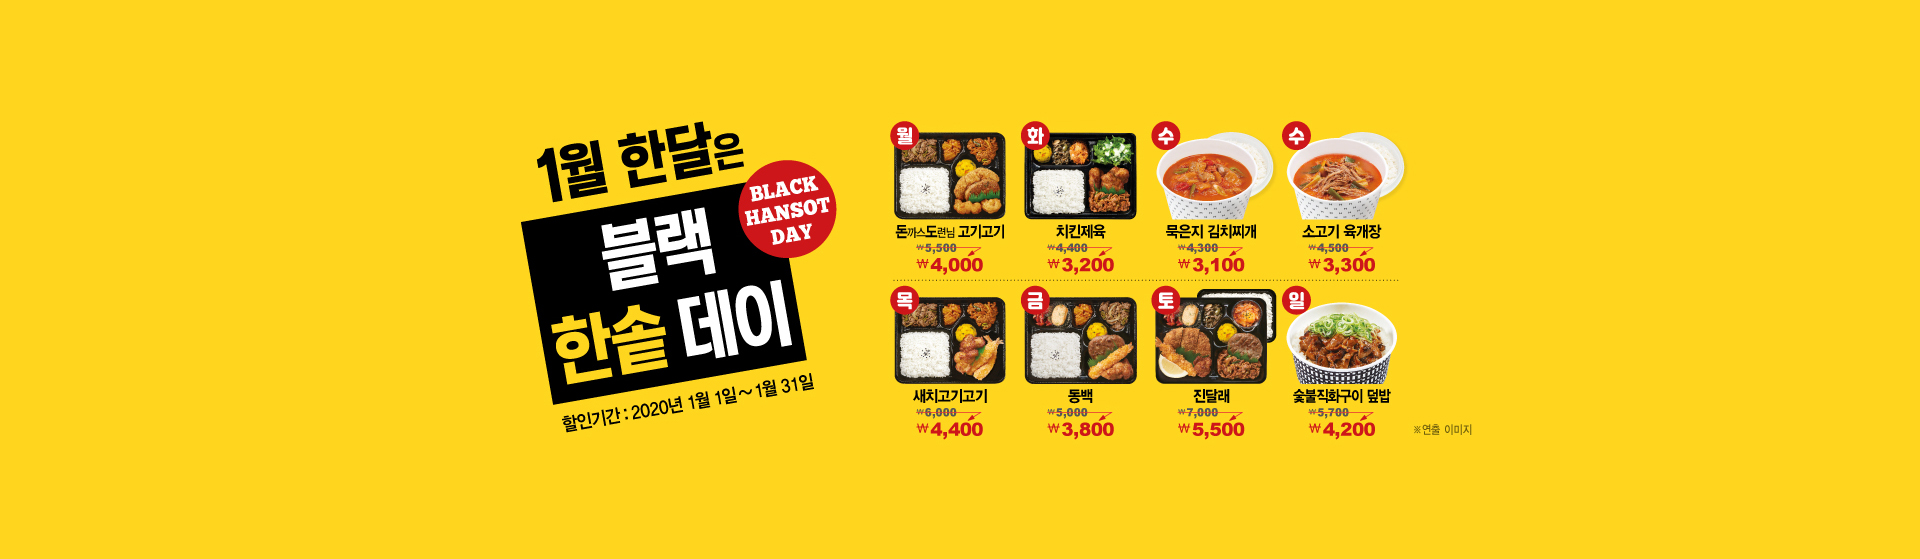 1월 한달은
블랙
한솥 데이
BLACK
HANSOT
DAY
할인기간 : 2020년 1월 1일~1월 31일
월
돈까스도련님 고기고기
₩5,500
₩4,000
화
치킨제육
₩4,400
₩3,200
수
묵은지 김치찌개
₩4,300
₩3,100
수
소고기 육개장
₩4,500
₩3,300
목
새치고기고기
₩6,000
₩4,400
금
동백
₩5,000
₩3,800
토
진달래
₩7,000
₩5,500
일
숯불직화구이 덮밥
₩5,700
₩4,200
※연출 이미지